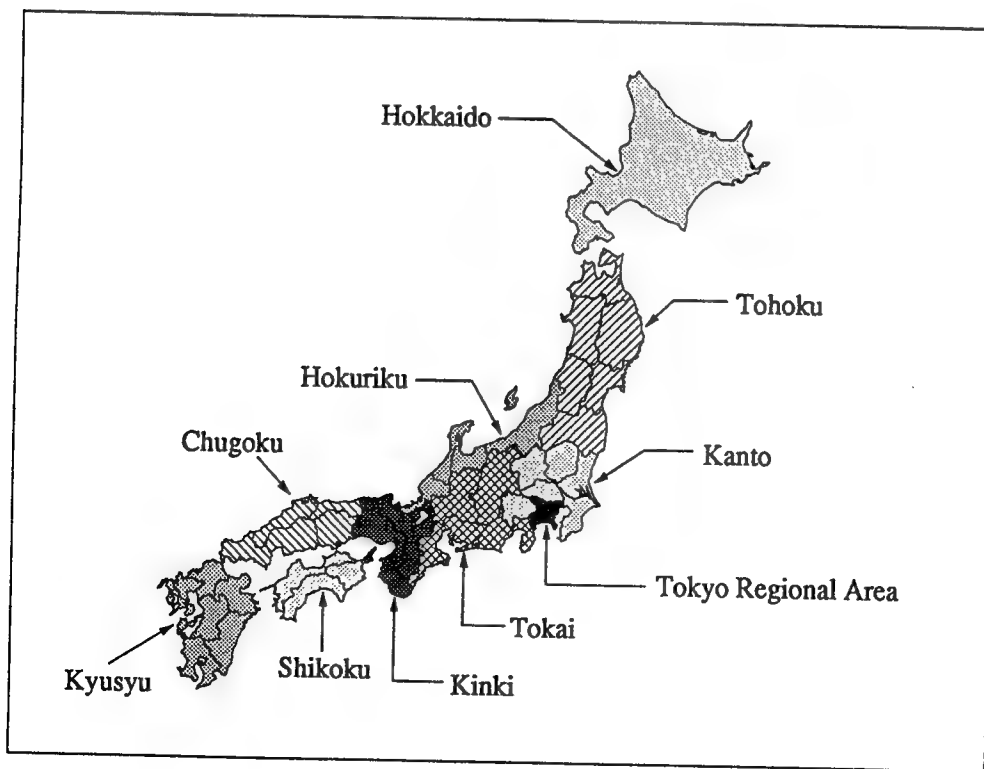 Hokkaido
Tohoku
Hokuriku
Chugoku
Kanto
Tokyo Regional Area
Tokai
Shikoku
Kyusyu
Kinki